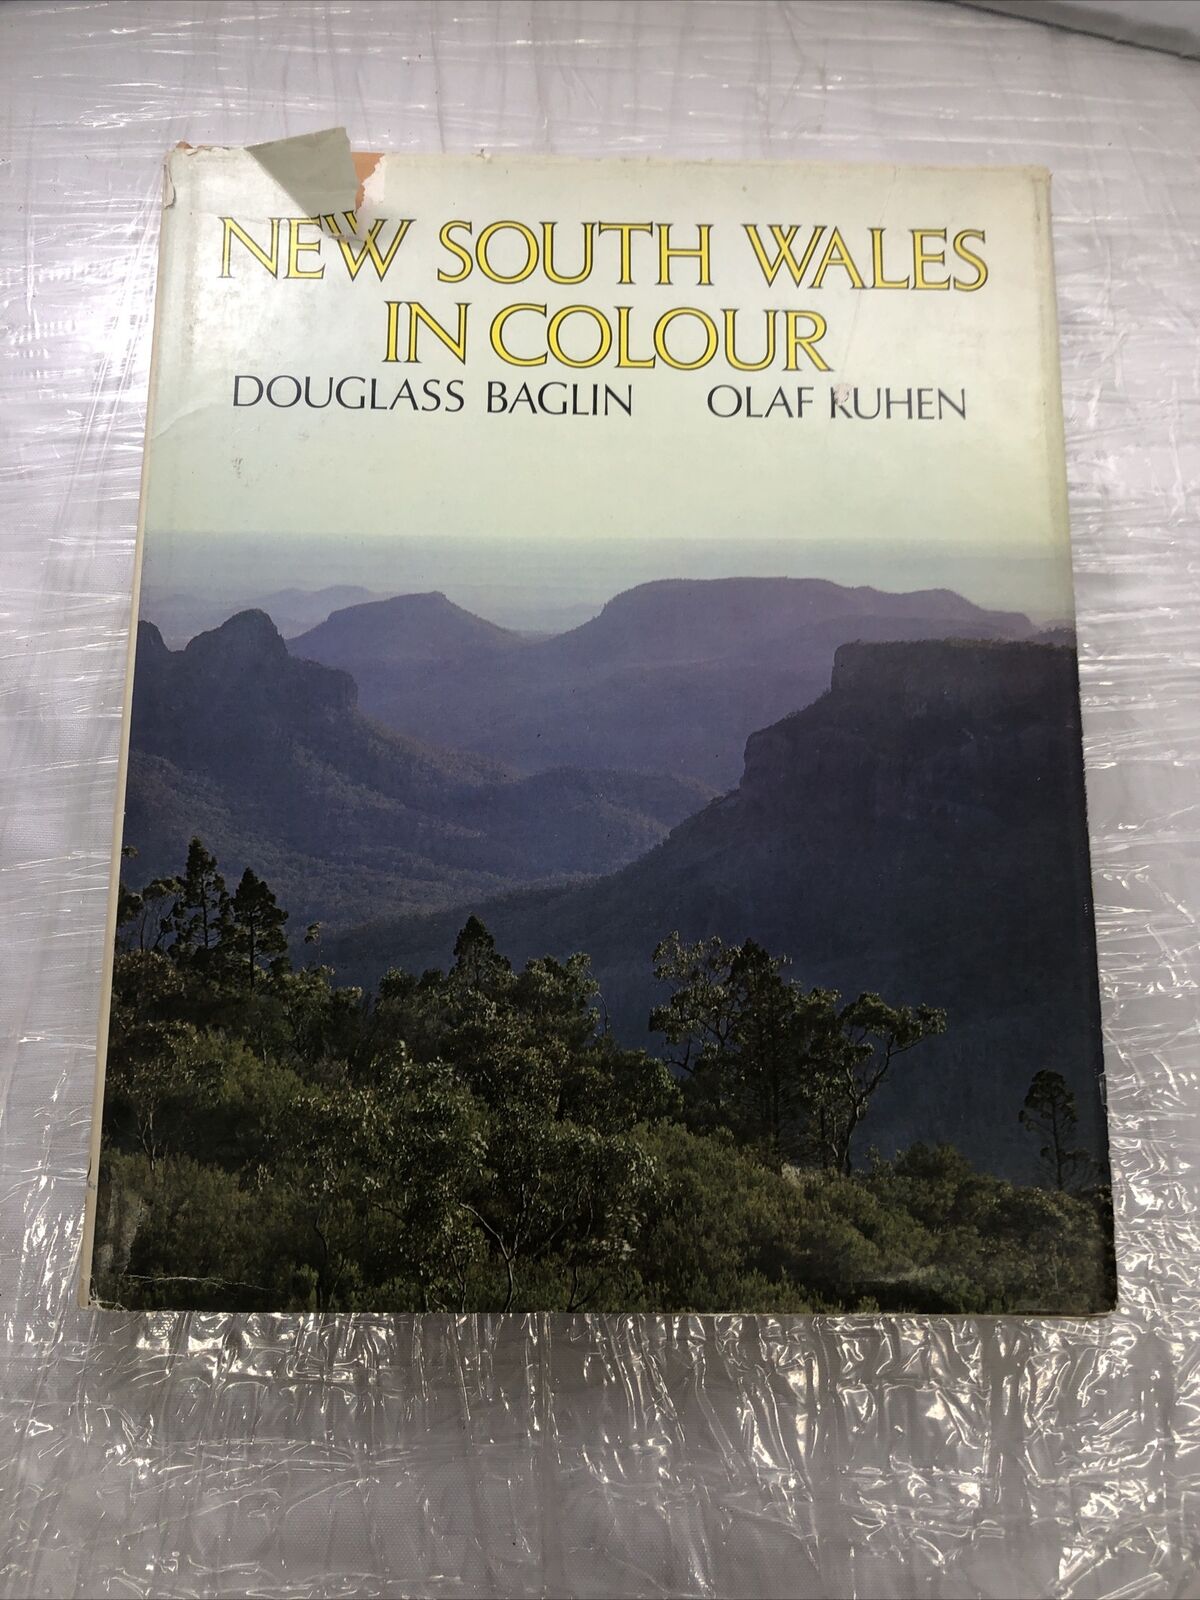 NEW SOUTH WALES
IN COLOUR
DOUGLASS BAGLIN OLAF RUHEN